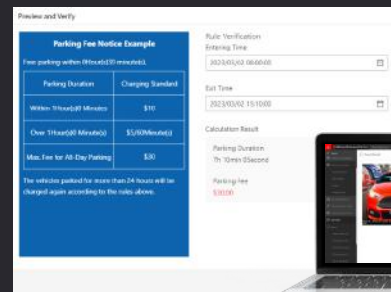 Preview and Verify
Parking Fee Notice Example
Free parking within 0Hour(s)30 minute(s).
Parking Duration
Charging Standard
Within 1Hour(s)0 Minutes
$10
Over 1Hour(s)0 Minute(s)
$5/60Minute(s)
Max. Fee for All-Day Parking
$30
The vehicles parked for more than 24 hours will be
charged again according to the rules above.
Rule Verification
Entering Time
2023/03/02 08:00:00
Exit Time
2023/03/02 15:10:00
Calculation Result
Parking Duration
7h 10min 0Second
Parking Fee
$30.00